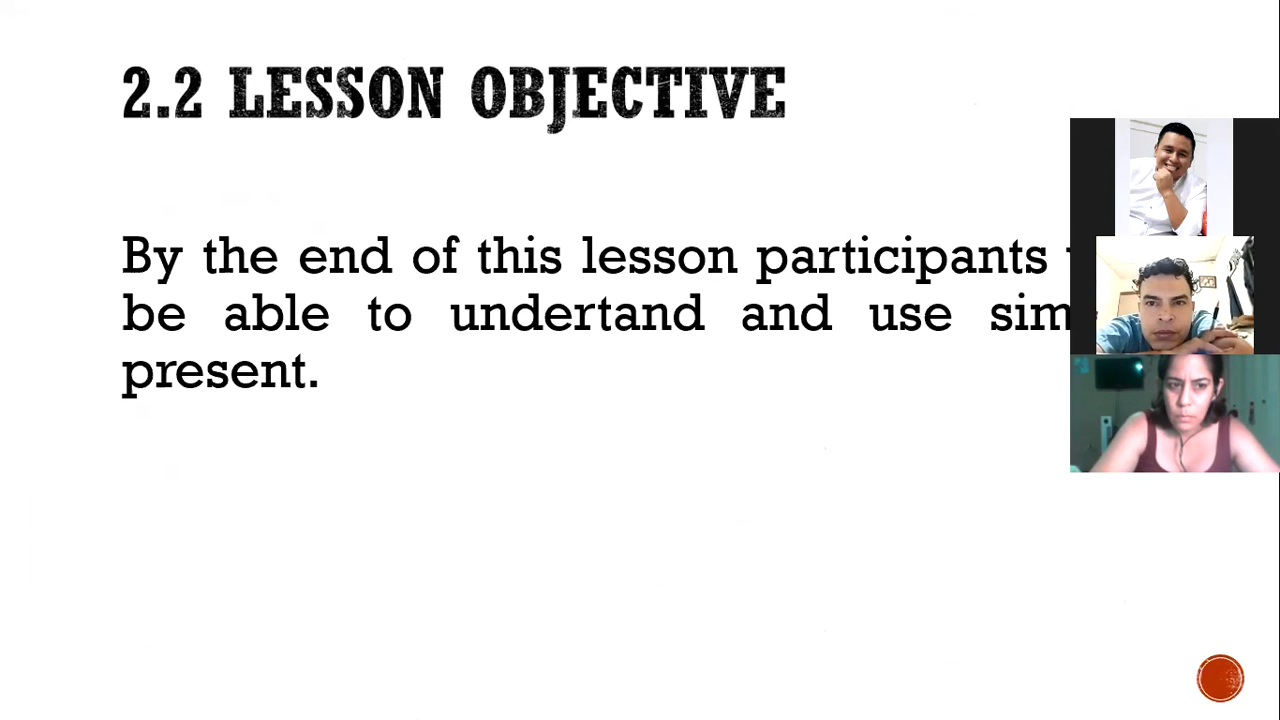 2.2 LESSON OBJECTIVE
By the end of this lesson participants
be able to undertand and use
present.